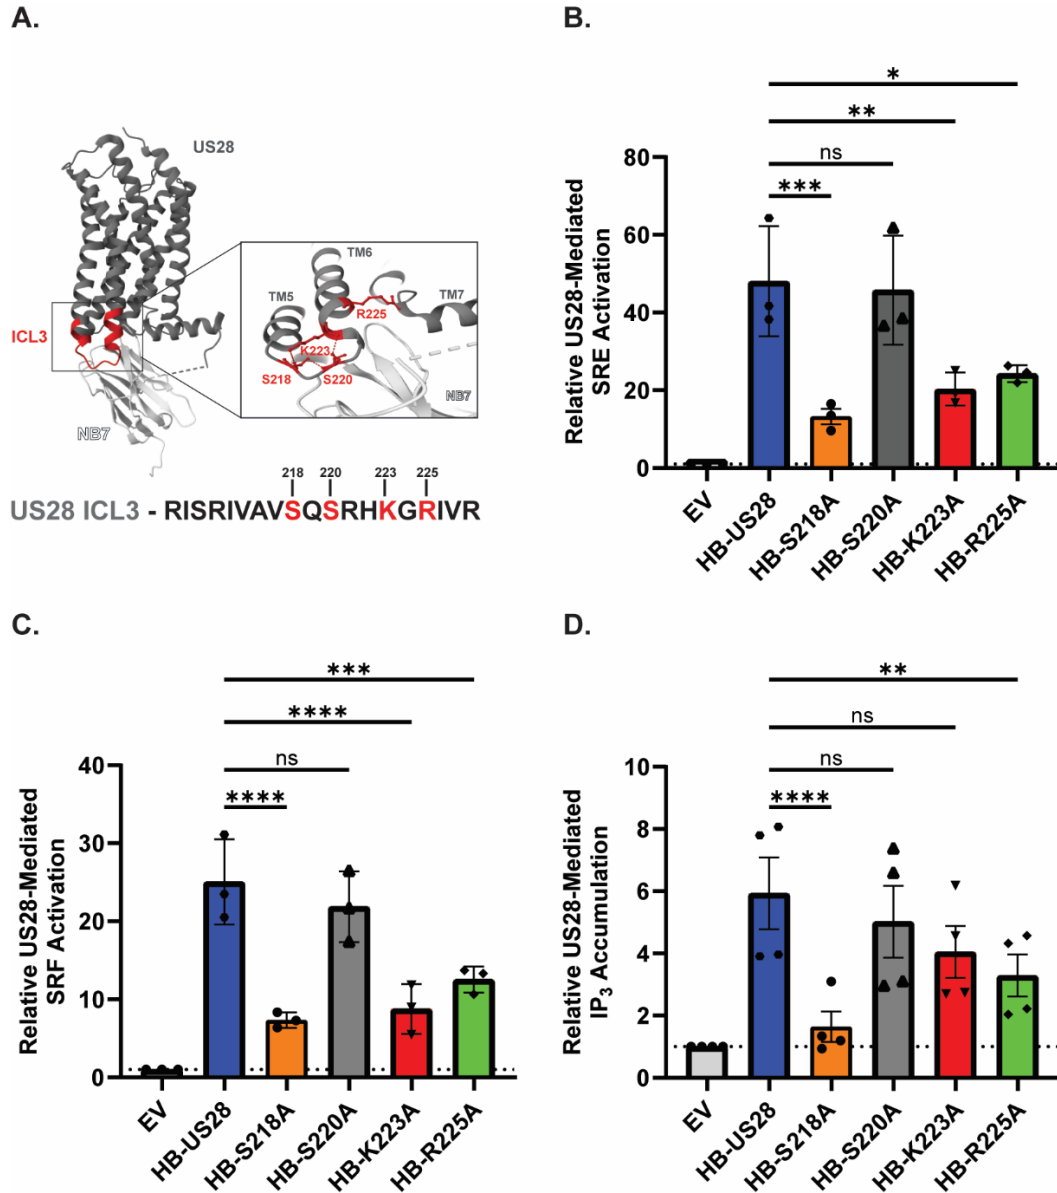 A.
US28
ICL3
NB7
TM6
TM5
TM7
R225
K223
S218
S220
NB7
218 220 223 225
US28 ICL3 - RISRIVAVSQSRHKGRIVR
B.
*
**
ns
***
Relative US28-Mediated
SRE Activation
80
60
40
20
0
EV
HB-US28
HB-S218A
HB-S220A
HB-K223A
HB-R225A
C.
***
****
ns
****
Relative US28-Mediated
SRF Activation
40
30
20
10
0
EV
HB-US28
HB-S218A
HB-S220A
HB-K223A
HB-R225A
D.
**
ns
ns
****
Relative US28-Mediated
IP3 Accumulation
10
8
6
4
2
0
EV
HB-US28
HB-S218A
HB-S220A
HB-K223A
HB-R225A